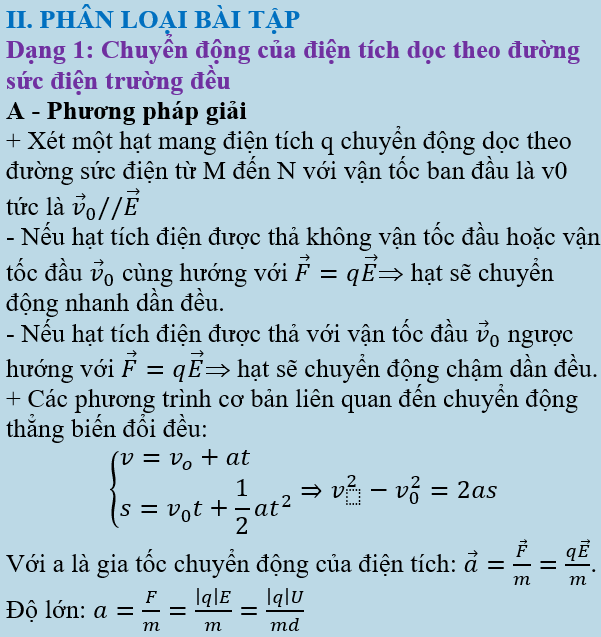 II. PHÂN LOẠI BÀI TẬP
Dạng 1: Chuyển động của điện tích dọc theo đường
sức điện trường đều
A - Phương pháp giải
+ Xét một hạt mang điện tích q chuyển động dọc theo
đường sức điện từ M đến N với vận tốc ban đầu là v0
tức là $\vec{v}_0 // \vec{E}$
- Nếu hạt tích điện được thả không vận tốc đầu hoặc vận
tốc đầu $\vec{v}_0$ cùng hướng với $\vec{F} = q\vec{E} \Rightarrow$ hạt sẽ chuyển
động nhanh dần đều.
- Nếu hạt tích điện được thả với vận tốc đầu $\vec{v}_0$ ngược
hướng với $\vec{F} = q\vec{E} \Rightarrow$ hạt sẽ chuyển động chậm dần đều.
+ Các phương trình cơ bản liên quan đến chuyển động
thẳng biến đổi đều:
$\begin{cases} v = v_o + at \\ s = v_0t + \frac{1}{2}at^2 \end{cases} \Rightarrow v_{⬚}^2 - v_0^2 = 2as$
Với a là gia tốc chuyển động của điện tích: $\vec{a} = \frac{\vec{F}}{m} = \frac{q\vec{E}}{m}$.
Độ lớn: $a = \frac{F}{m} = \frac{|q|E}{m} = \frac{|q|U}{md}$